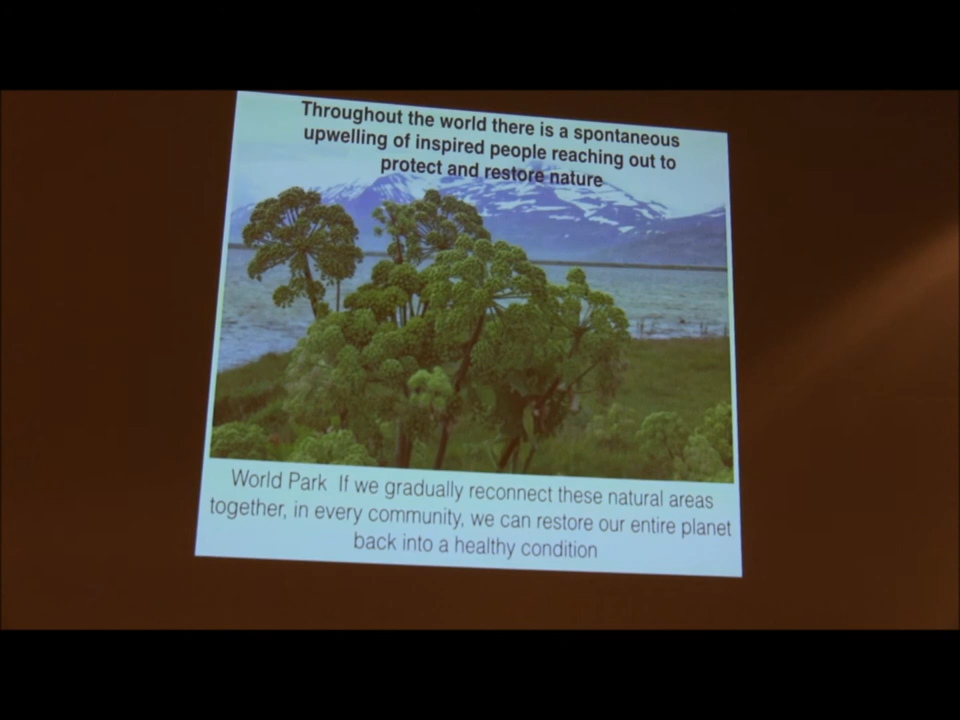 Throughout the world there is a spontaneous
upwelling of inspired people reaching out to
protect and restore nature
World Park If we gradually reconnect these natural areas
together, in every community, we can restore our entire planet
back into a healthy condition